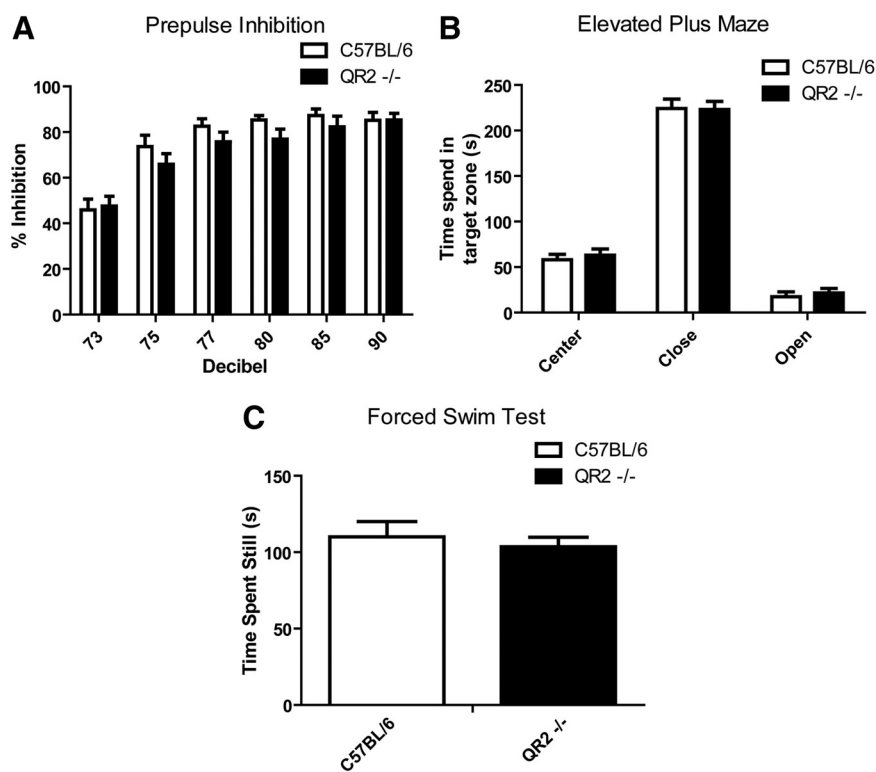 A
Prepulse Inhibition
C57BL/6
QR2 -/-
% Inhibition
100
80
60
40
20
0
73
75
77
80
85
90
Decibel
B
Elevated Plus Maze
C57BL/6
QR2 -/-
Time spend in
target zone (s)
250
200
150
100
50
0
Center
Close
Open
C
Forced Swim Test
C57BL/6
QR2 -/-
Time Spent Still (s)
150
100
50
0
C57BL/6
QR2 -/-